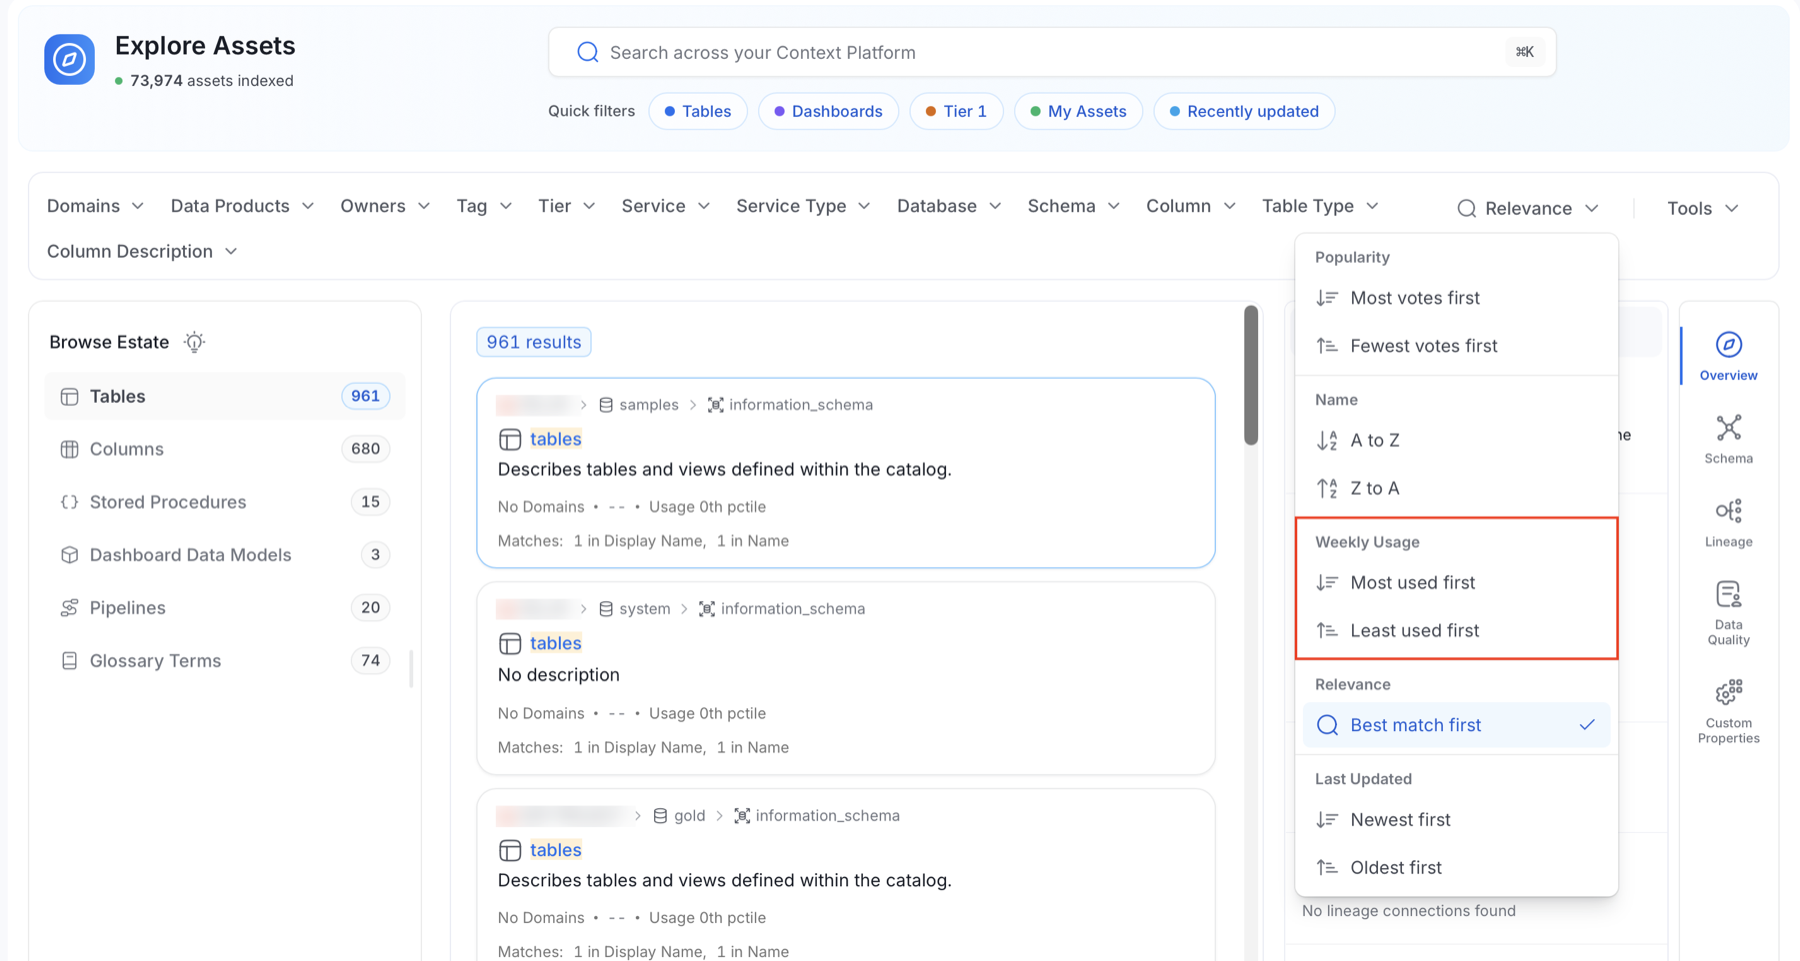 Explore Assets
73,974 assets indexed
Search across your Context Platform
⌘K
Quick filters
Tables
Dashboards
Tier 1
My Assets
Recently updated
Domains
Data Products
Owners
Tag
Tier
Service
Service Type
Database
Schema
Column
Table Type
Relevance
Tools
Column Description
Browse Estate
Tables 961
Columns 680
Stored Procedures 15
Dashboard Data Models 3
Pipelines 20
Glossary Terms 74
961 results
samples > information_schema
tables
Describes tables and views defined within the catalog.
No Domains • -- • Usage 0th pctile
Matches: 1 in Display Name, 1 in Name
system > information_schema
tables
No description
No Domains • -- • Usage 0th pctile
Matches: 1 in Display Name, 1 in Name
gold > information_schema
tables
Describes tables and views defined within the catalog.
No Domains • -- • Usage 0th pctile
Matches: 1 in Display Name, 1 in Name
Popularity
Most votes first
Fewest votes first
Name
A to Z
Z to A
Weekly Usage
Most used first
Least used first
Relevance
Best match first
Last Updated
Newest first
Oldest first
No lineage connections found
Overview
Schema
Lineage
Data
Quality
Custom
Properties